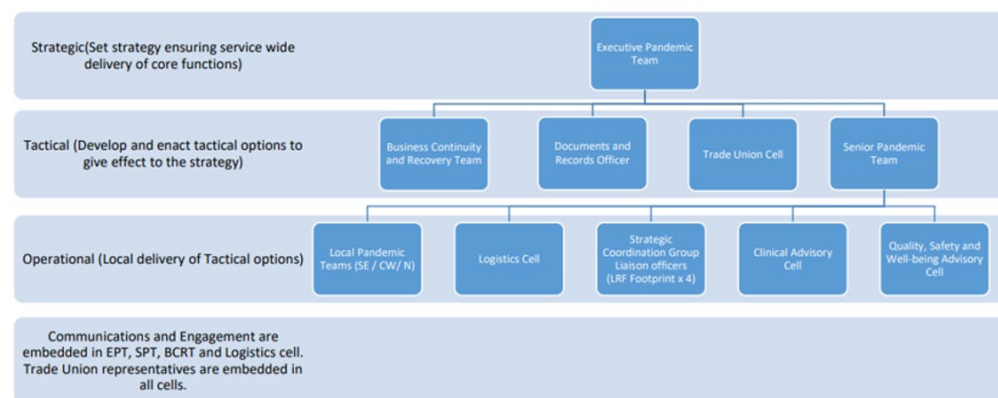 Strategic(Set strategy ensuring service wide
delivery of core functions)
Executive Pandemic
Team
Tactical (Develop and enact tactical options to
give effect to the strategy)
Business Continuity
and Recovery Team
Documents and
Records Officer
Trade Union Cell
Senior Pandemic
Team
Operational (Local delivery of Tactical options)
Local Pandemic
Teams (SE / CW/ N)
Logistics Cell
Strategic
Coordination Group
Liaison officers
(LRF Footprint x 4)
Clinical Advisory
Cell
Quality, Safety and
Well-being Advisory
Cell
Communications and Engagement are
embedded in EPT, SPT, BCRT and Logistics cell.
Trade Union representatives are embedded in
all cells.